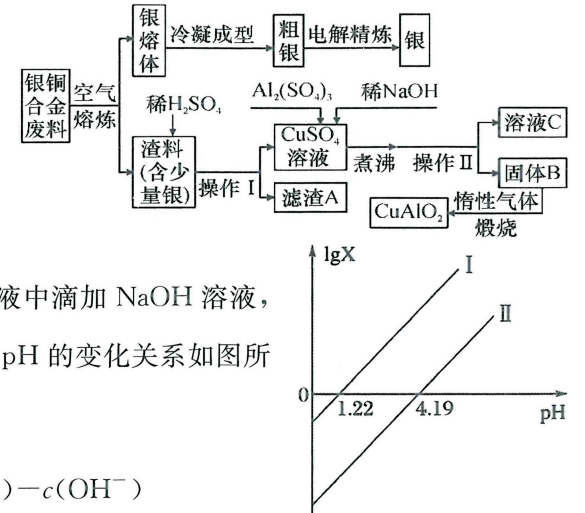 银熔体
冷凝成型
粗银
电解精炼
银
银铜合金废料
空气
熔炼
稀H₂SO₄
Al₂(SO₄)₃
稀NaOH
渣料(含少量银)
操作Ⅰ
CuSO₄溶液
煮沸
操作Ⅱ
溶液C
固体B
滤渣A
CuAlO₂
惰性气体
煅烧
液中滴加 NaOH 溶液,
pH 的变化关系如图所
)—c(OH⁻)
lgX
Ⅰ
Ⅱ
0
1.22
4.19
pH